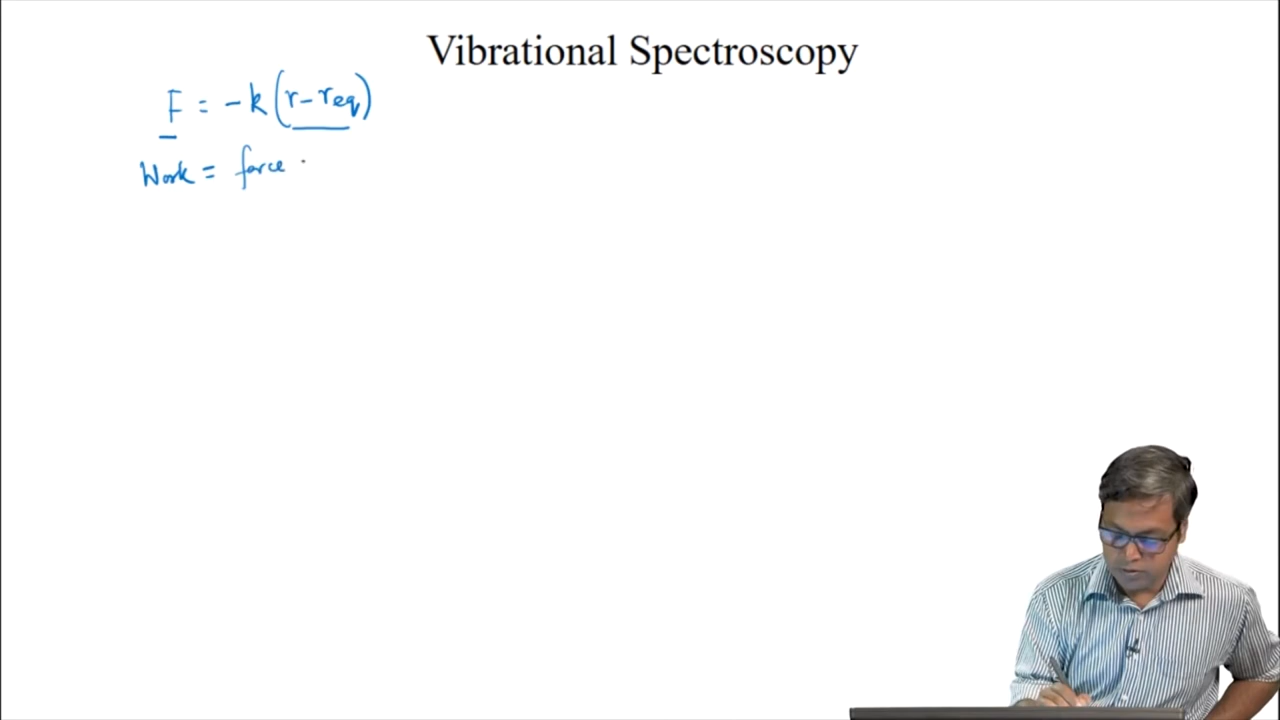 Vibrational Spectroscopy
F = -k(r-req)
Work = force ·